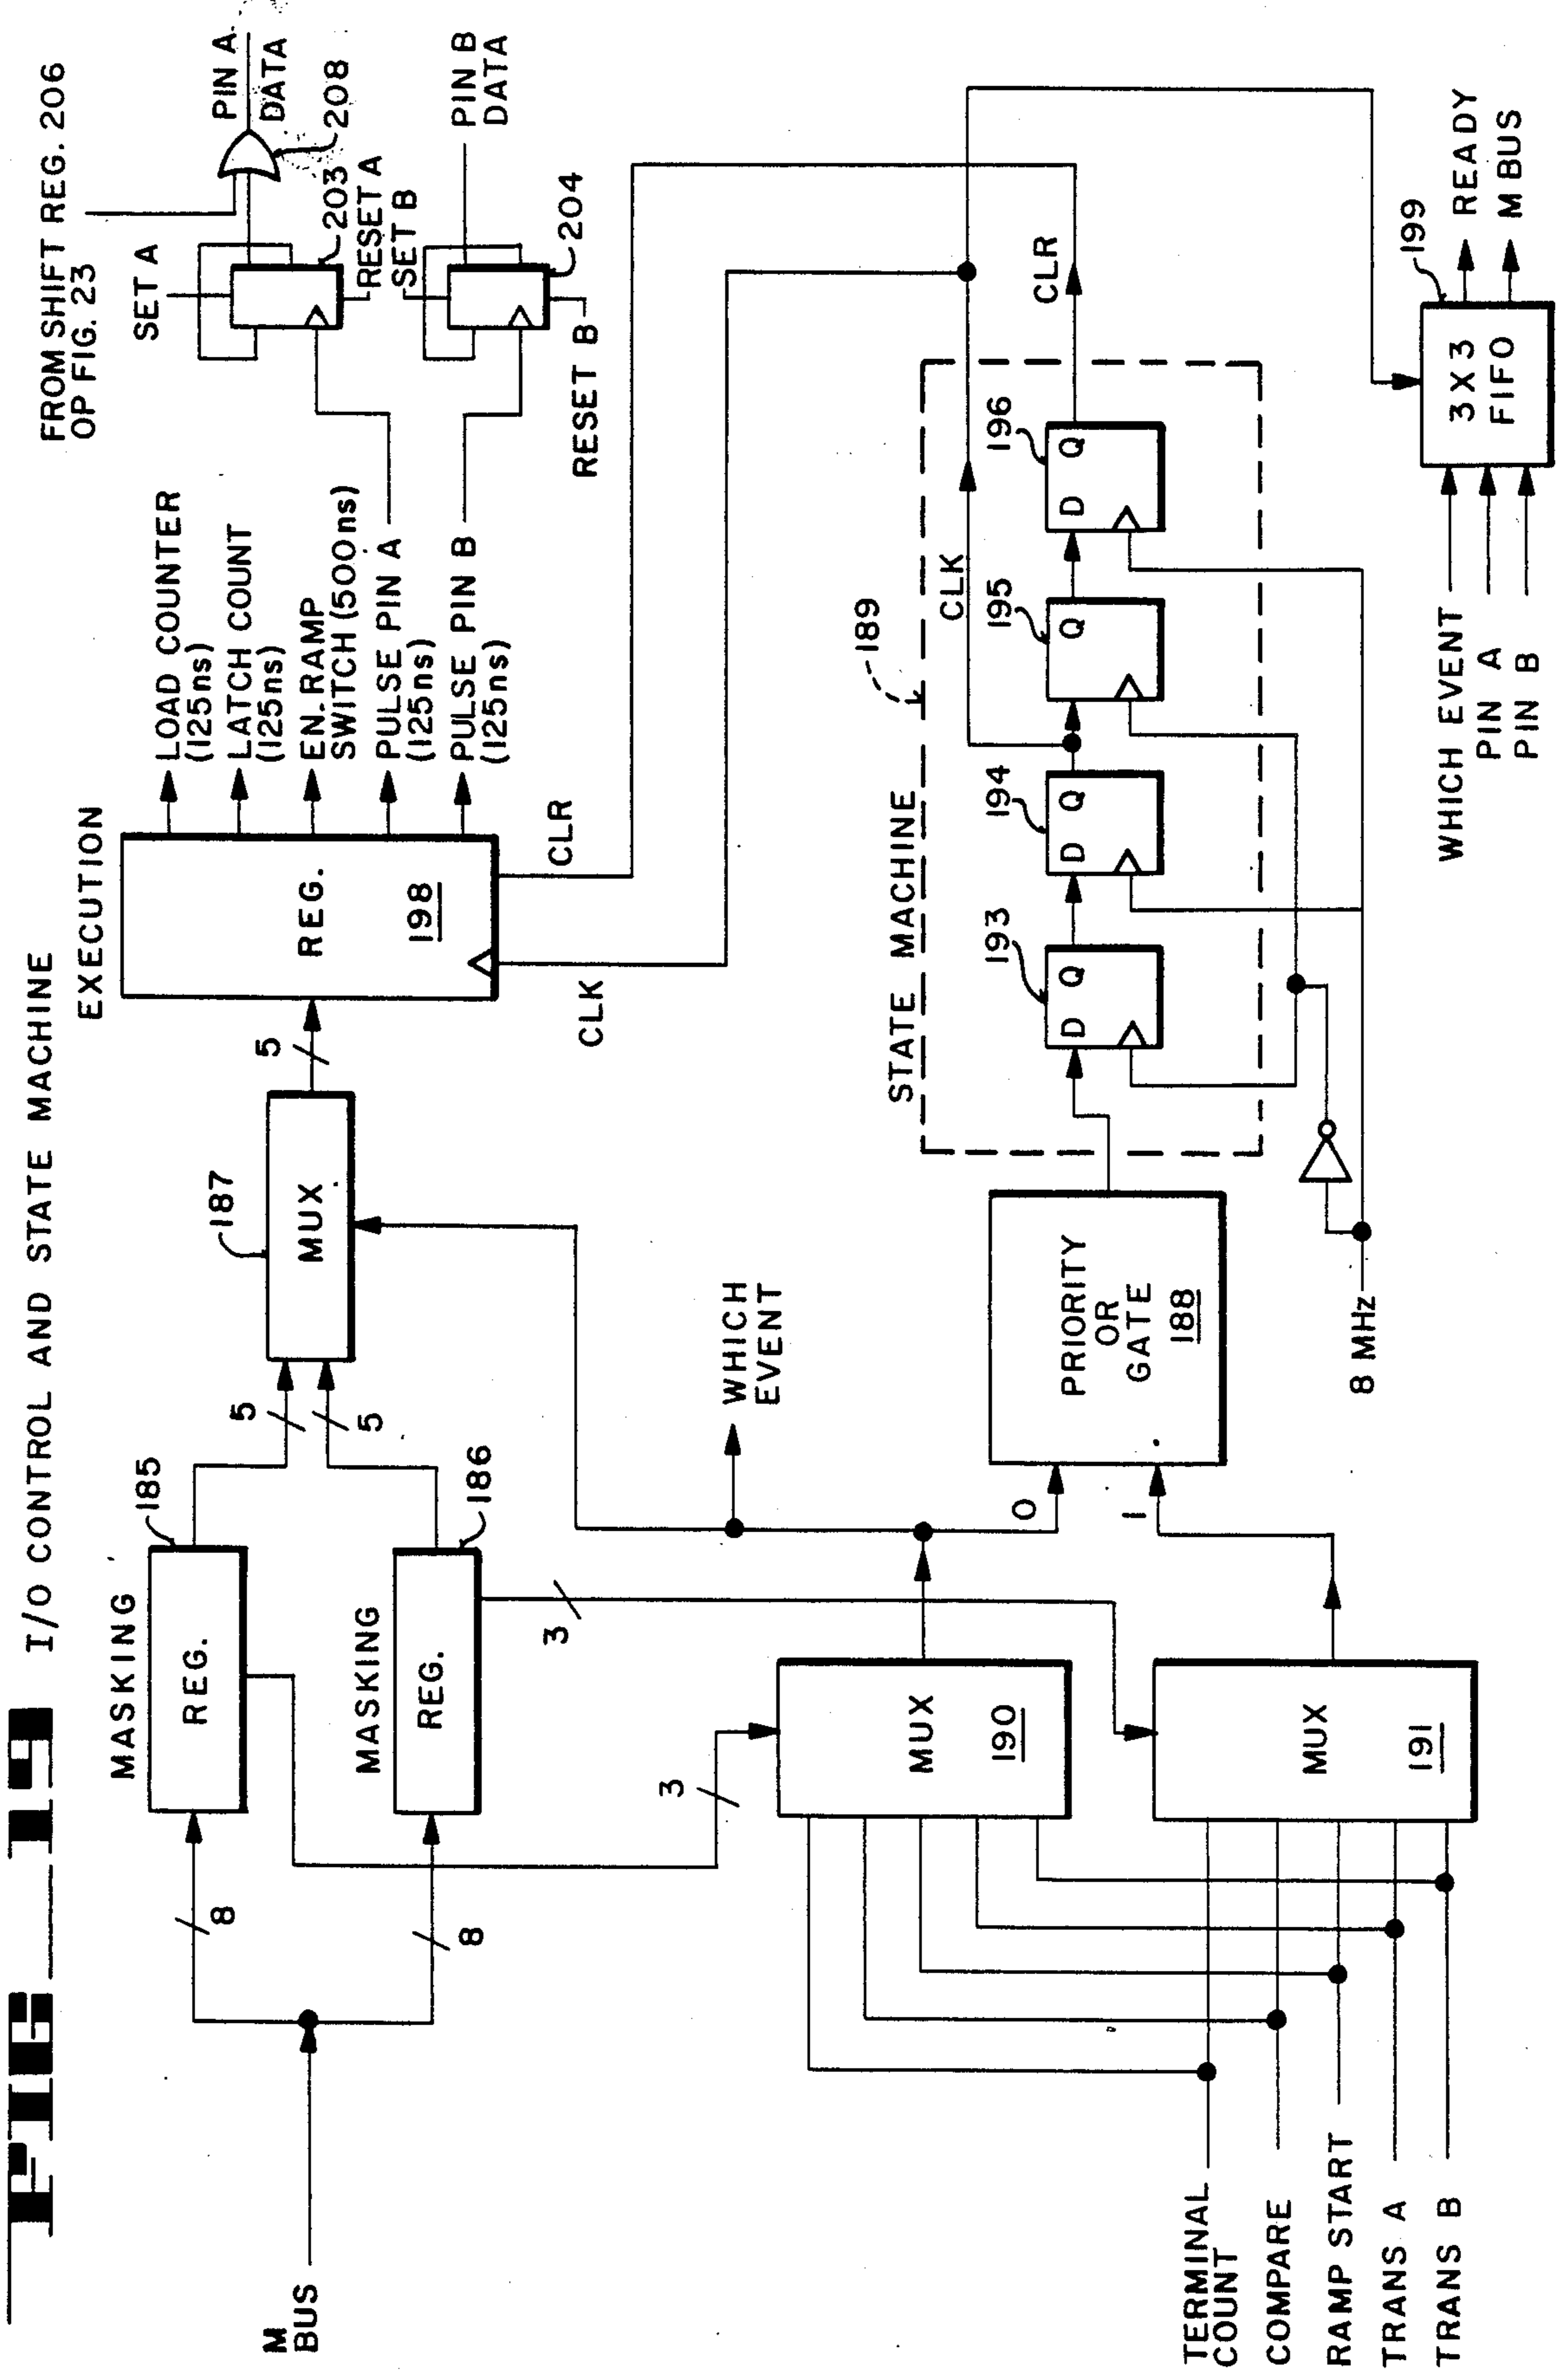 FIG 19
I/O CONTROL AND STATE MACHINE
FROM SHIFT REG. 206
OP FIG. 23
M
BUS
8
8
MASKING
REG.
185
MASKING
REG.
186
5
5
3
3
187
MUX
5
EXECUTION
REG.
198
CLK
CLR
LOAD COUNTER
(125ns)
LATCH COUNT
(125ns)
EN. RAMP
SWITCH (500ns)
PULSE PIN A
(125ns)
PULSE PIN B
(125ns)
SET A
203
RESET A
208
PIN A
DATA
SET B
204
RESET B
PIN B
DATA
WHICH
EVENT
MUX
190
MUX
191
TERMINAL
COUNT
COMPARE
RAMP START
TRANS A
TRANS B
0
1
PRIORITY
OR
GATE
188
8 MHz
STATE MACHINE
189
193
D Q
194
D Q
CLK
195
Q
196
D Q
CLR
WHICH EVENT
PIN A
PIN B
199
3X3
FIFO
READY
M BUS